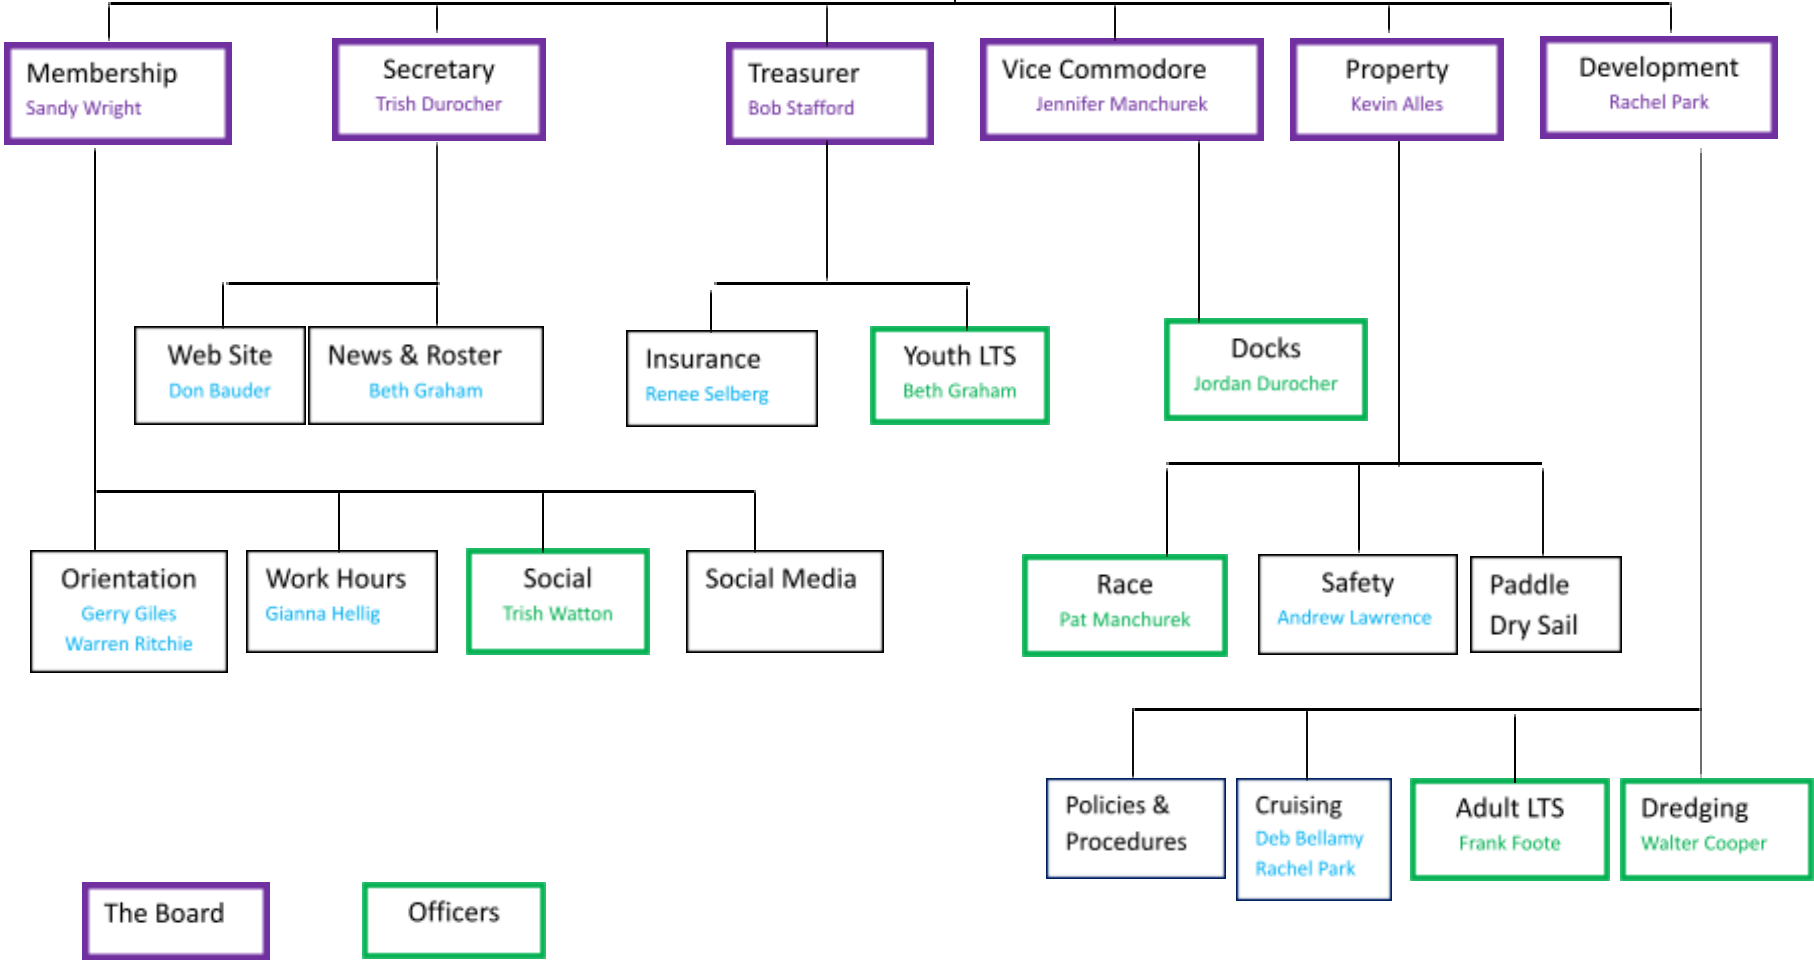 Membership
Sandy Wright
Secretary
Trish Durocher
Treasurer
Bob Stafford
Vice Commodore
Jennifer Manchurek
Property
Kevin Alles
Development
Rachel Park
Web Site
Don Bauder
News & Roster
Beth Graham
Insurance
Renee Selberg
Youth LTS
Beth Graham
Docks
Jordan Durocher
Orientation
Gerry Giles
Warren Ritchie
Work Hours
Gianna Hellig
Social
Trish Watton
Social Media
Race
Pat Manchurek
Safety
Andrew Lawrence
Paddle
Dry Sail
Policies &
Procedures
Cruising
Deb Bellamy
Rachel Park
Adult LTS
Frank Foote
Dredging
Walter Cooper
The Board
Officers